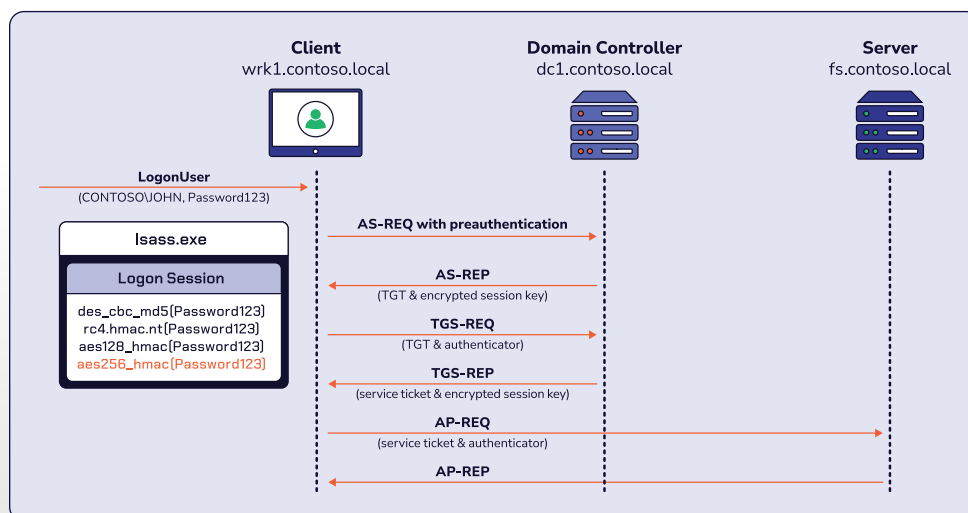 Client
wrk1.contoso.local
Domain Controller
dc1.contoso.local
Server
fs.contoso.local
LogonUser
(CONTOSO\JOHN, Password123)
lsass.exe
Logon Session
des_cbc_md5(Password123)
rc4.hmac.nt(Password123)
aes128_hmac(Password123)
aes256_hmac(Password123)
AS-REQ with preauthentication
AS-REP
(TGT & encrypted session key)
TGS-REQ
(TGT & authenticator)
TGS-REP
(service ticket & encrypted session key)
AP-REQ
(service ticket & authenticator)
AP-REP